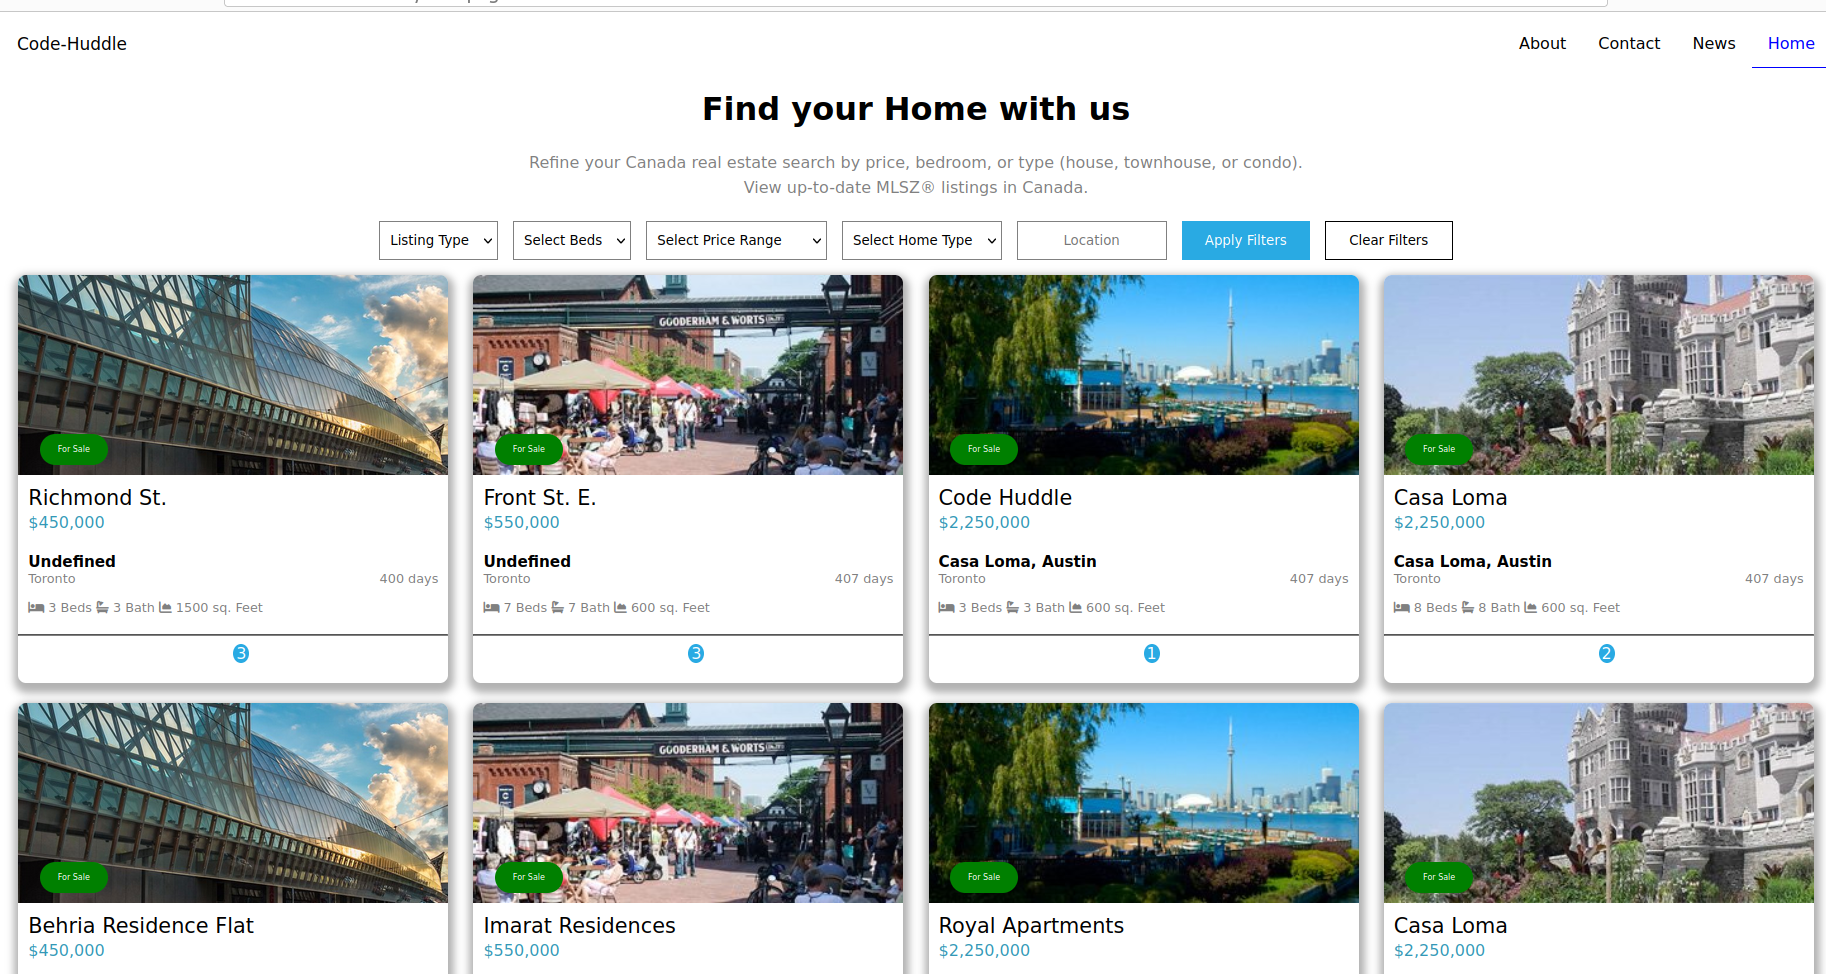 Code-Huddle
About Contact News Home
Find your Home with us
Refine your Canada real estate search by price, bedroom, or type (house, townhouse, or condo).
View up-to-date MLSZ® listings in Canada.
Listing Type Select Beds Select Price Range Select Home Type Location Apply Filters Clear Filters
GOODERHAM & WORTS
For Sale For Sale For Sale For Sale
Richmond St. Front St. E. Code Huddle Casa Loma
$450,000 $550,000 $2,250,000 $2,250,000
Undefined Undefined Casa Loma, Austin Casa Loma, Austin
Toronto 400 days Toronto 407 days Toronto 407 days Toronto 407 days
3 Beds 3 Bath 1500 sq. Feet 7 Beds 7 Bath 600 sq. Feet 3 Beds 3 Bath 600 sq. Feet 8 Beds 8 Bath 600 sq. Feet
3 3 1 2
GOODERHAM & WORTS
For Sale For Sale For Sale For Sale
Behria Residence Flat Imarat Residences Royal Apartments Casa Loma
$450,000 $550,000 $2,250,000 $2,250,000